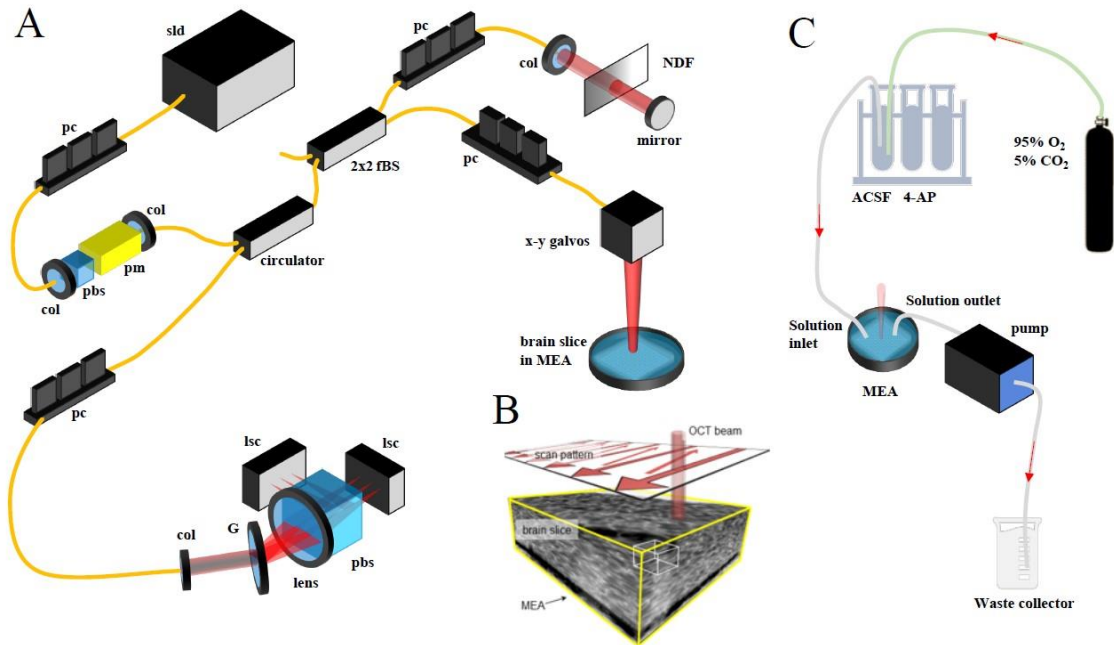 A
sld
pc
pc
col
NDF
mirror
2x2 fBS
pc
col
circulator
pm
pbs
col
x-y galvos
brain slice
in MEA
pc
lsc
lsc
col
G
lens
pbs
B
OCT beam
scan pattern
brain slice
MEA
C
95% O₂
5% CO₂
ACSF 4-AP
Solution outlet
Solution
inlet
pump
MEA
Waste collector